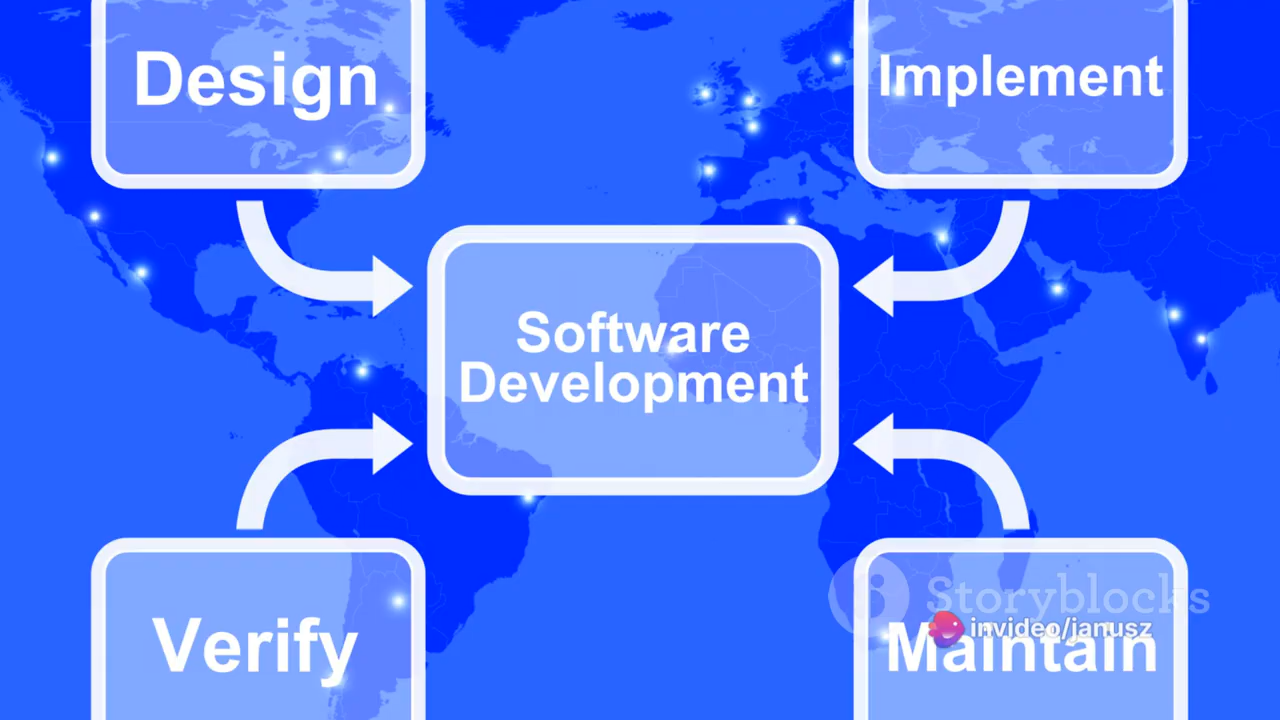 Design
Implement
Software
Development
Verify
Maintain
Storyblocks
invideo/janusz